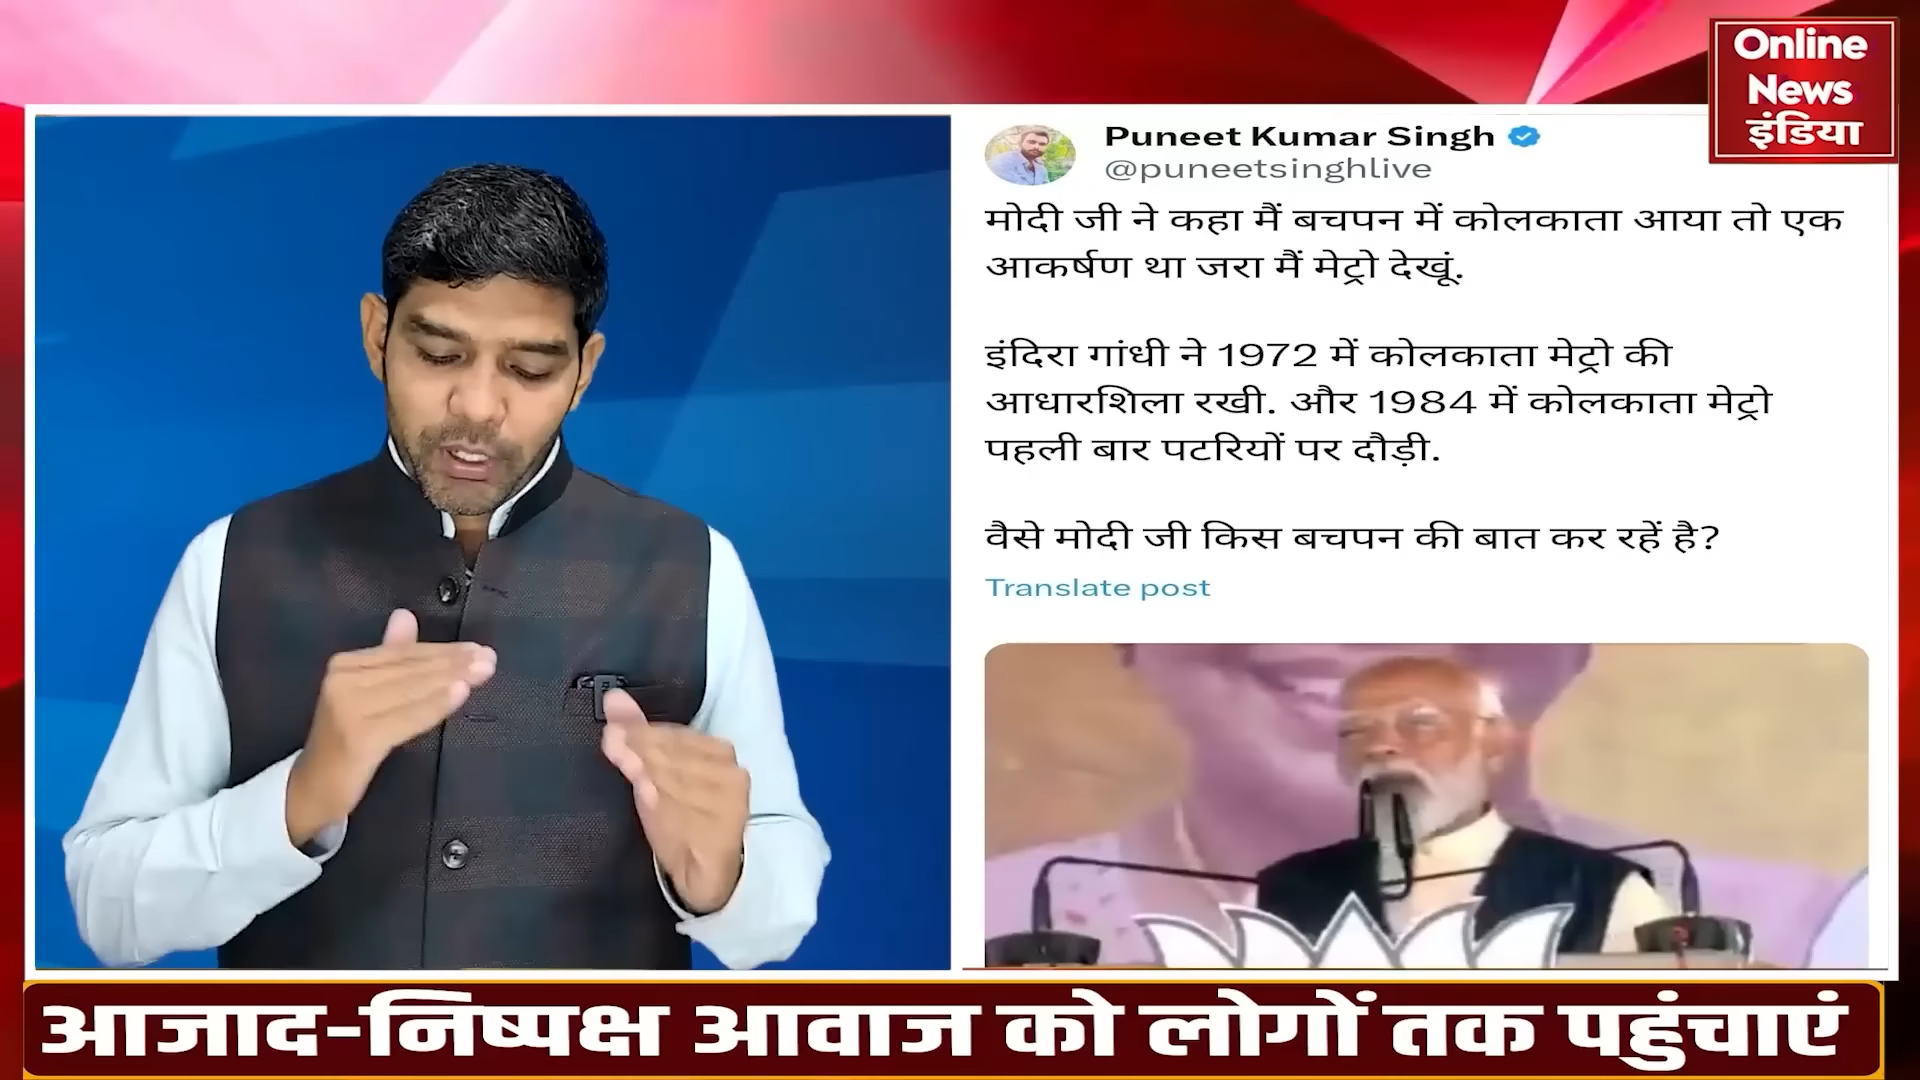 Online
News
इंडिया
Puneet Kumar Singh
@puneetsinghlive
मोदी जी ने कहा मैं बचपन में कोलकाता आया तो एक
आकर्षण था जरा मैं मेट्रो देखूं.
इंदिरा गांधी ने 1972 में कोलकाता मेट्रो की
आधारशिला रखी. और 1984 में कोलकाता मेट्रो
पहली बार पटरियों पर दौड़ी.
वैसे मोदी जी किस बचपन की बात कर रहें है?
Translate post
आजाद-निष्पक्ष आवाज को लोगों तक पहुंचाएं